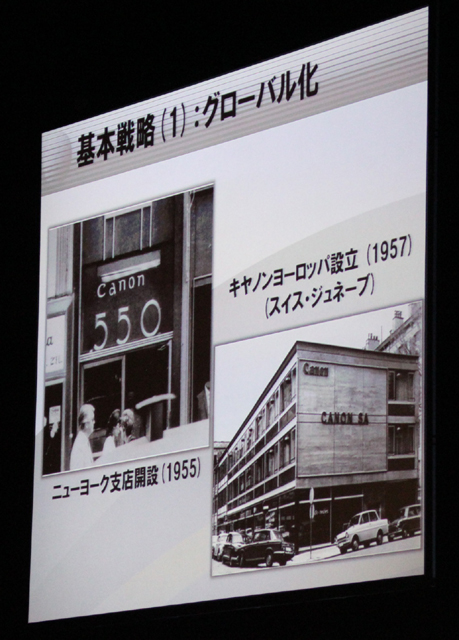 基本戦略(1):グローバル化
Canon
550
ニューヨーク支店開設(1955)
キヤノンヨーロッパ設立(1957)
(スイス・ジュネーブ)
Canon
CANON SA